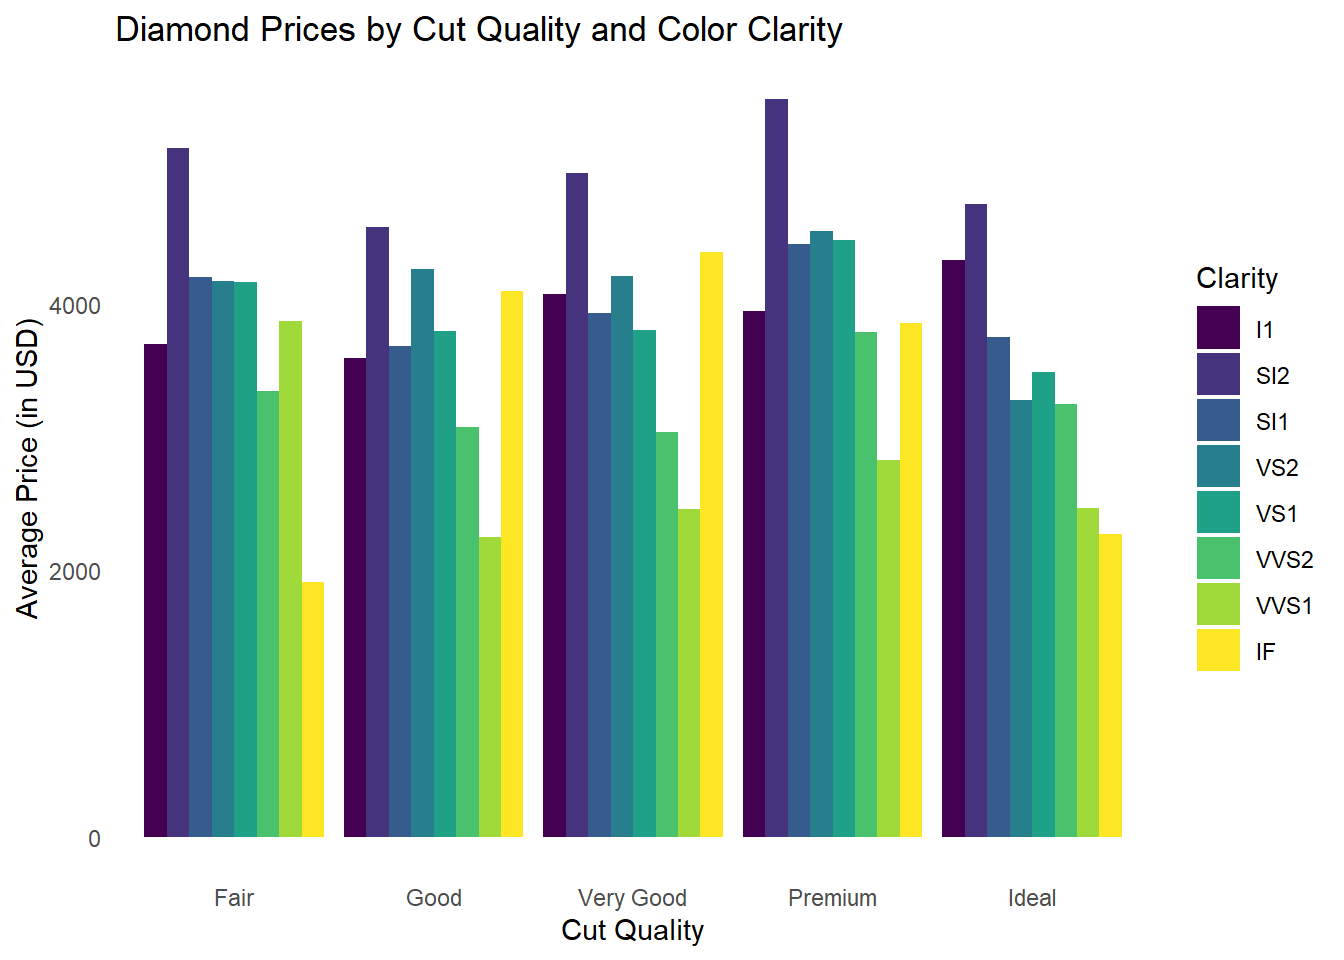 Diamond Prices by Cut Quality and Color Clarity
Average Price (in USD)
4000
2000
0
Fair
Good
Very Good
Premium
Ideal
Cut Quality
Clarity
I1
SI2
SI1
VS2
VS1
VVS2
VVS1
IF